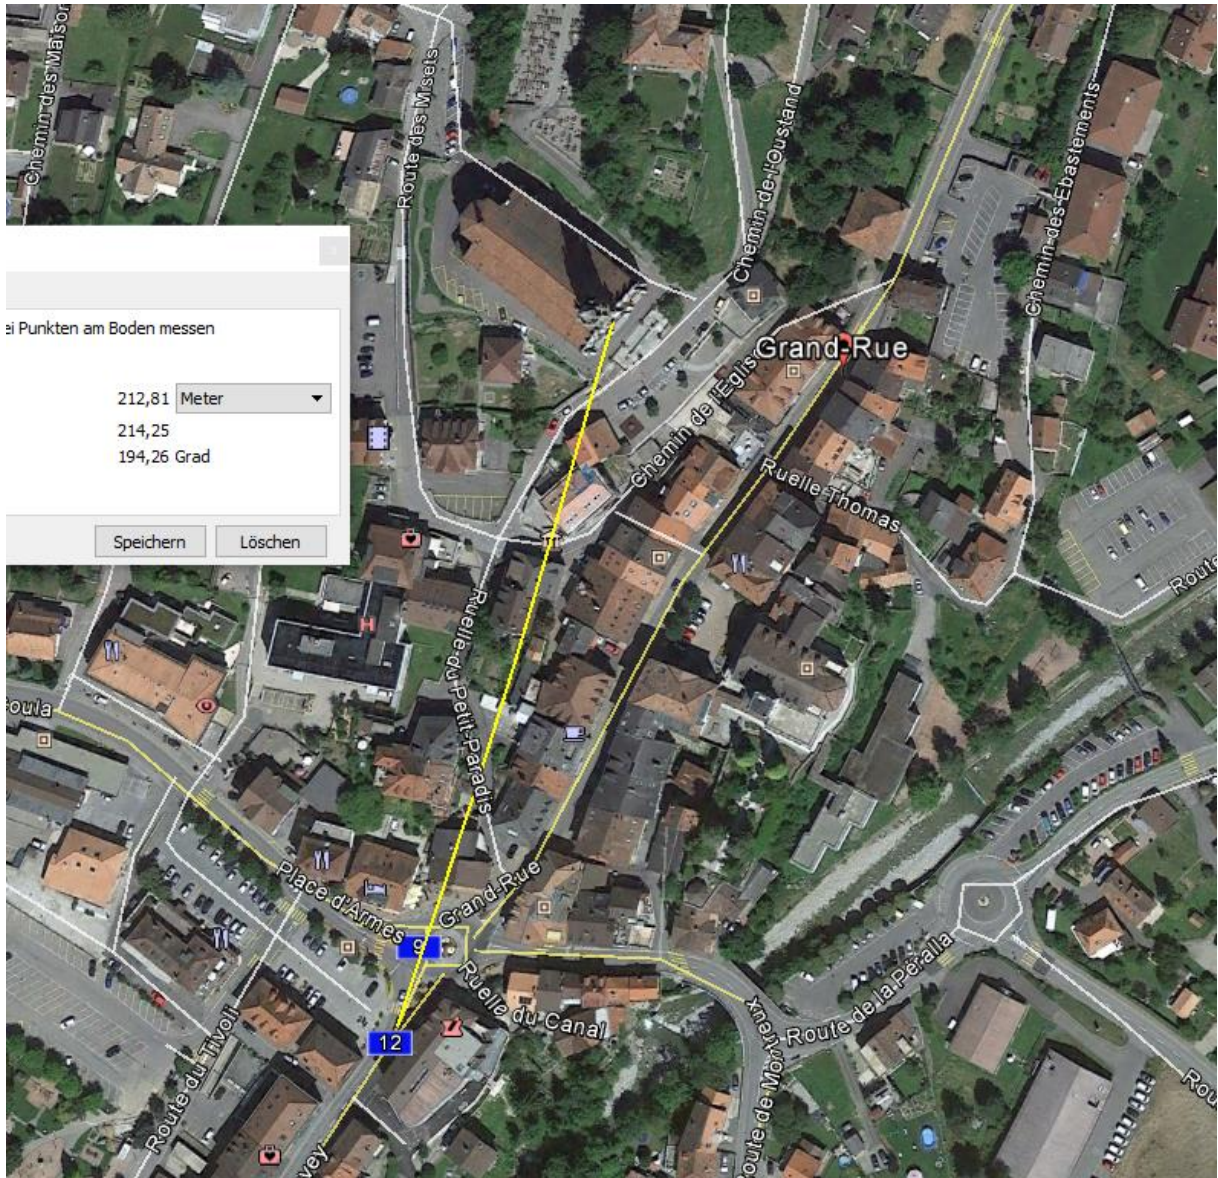 Chemin des Maison
Route des Misets
Chemin de l'Oustand
Chemin des Ebastements
ei Punkten am Boden messen
212,81 Meter
214,25
194,26 Grad
Speichern
Löschen
Grand-Rue
Chemin de l'Eglise
Ruelle Thomas
Route
H
Ruelle du Petit-Paradis
oula
Place d'Armes
Grand-Rue
9
Ruelle du Canal
12
Route du Tivoli
Route de la Péralla
Route de Mon
treux
Rou
vey